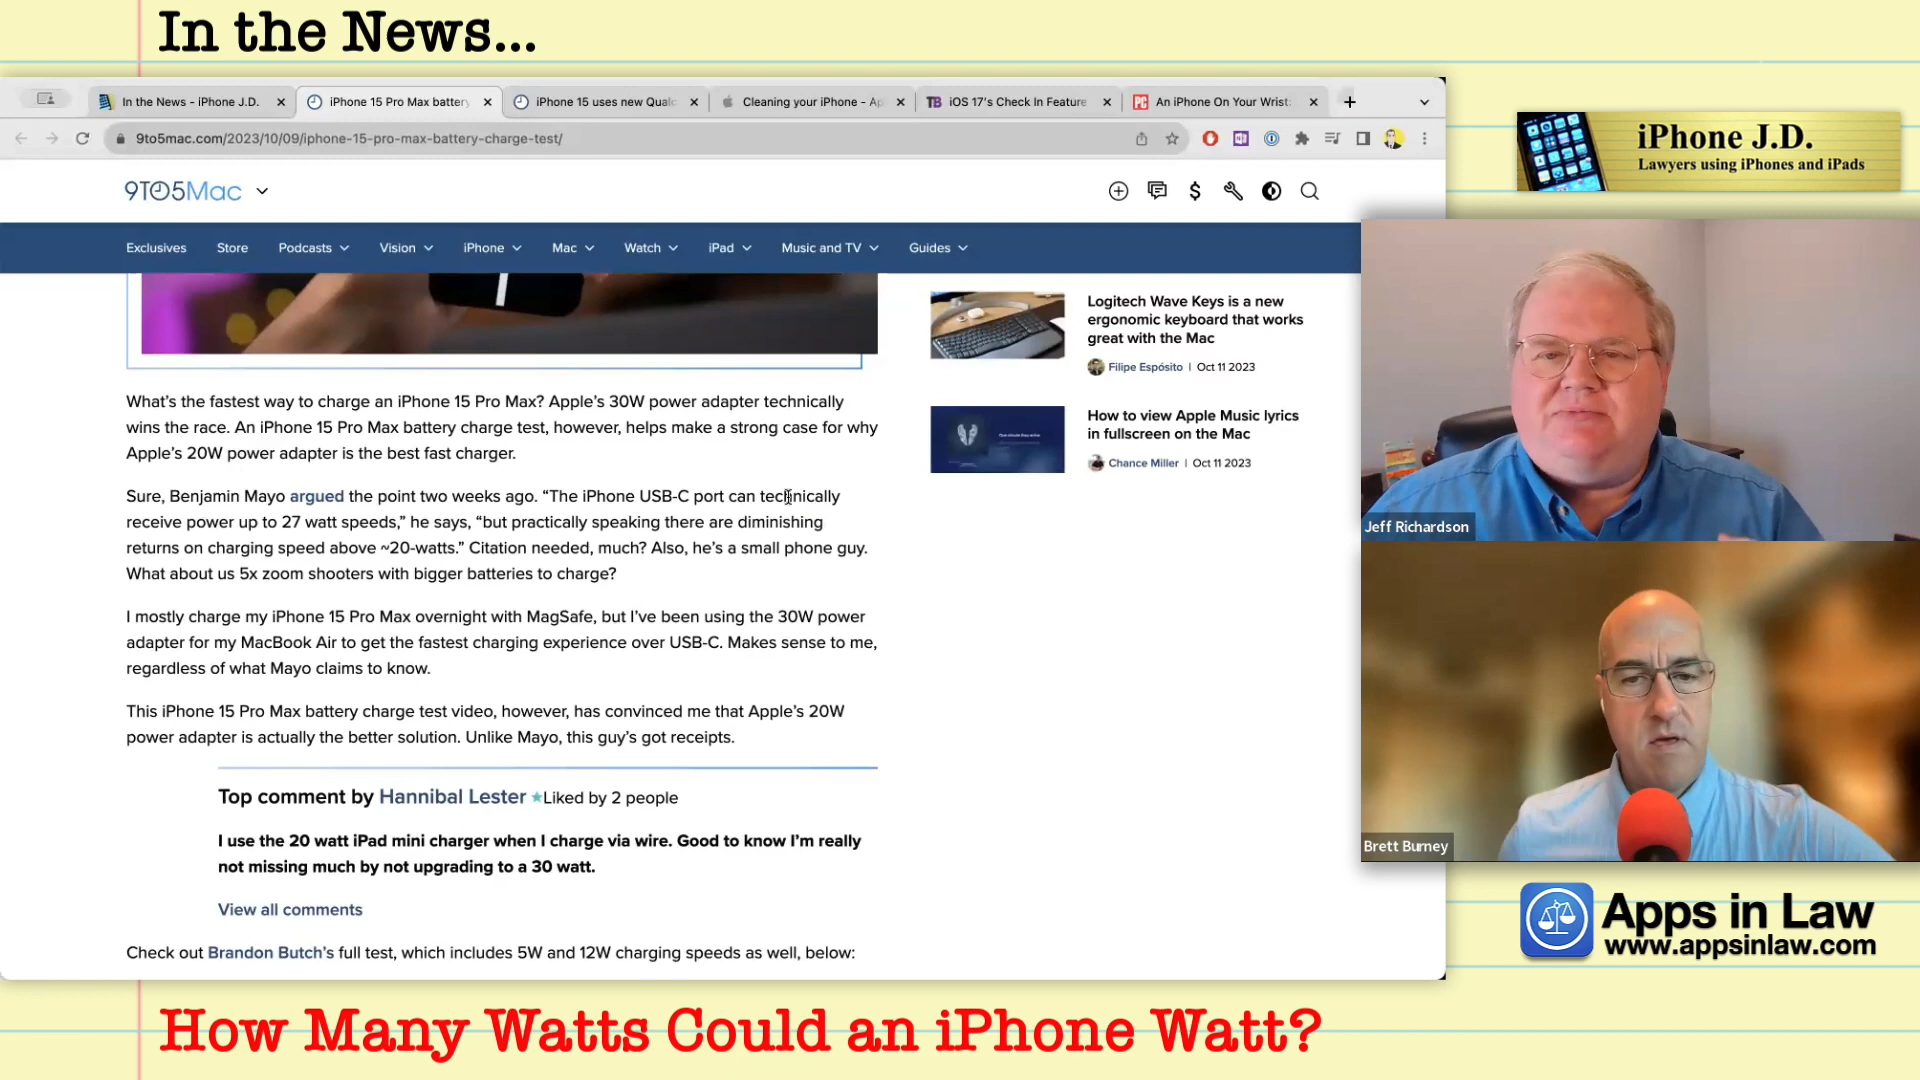 In the News...
In the News - iPhone J.D.
iPhone 15 Pro Max battery
iPhone 15 uses new Qualc
Cleaning your iPhone - Ap
TB iOS 17's Check In Feature
PC An iPhone On Your Wrist:
9to5mac.com/2023/10/09/iphone-15-pro-max-battery-charge-test/
9TO5Mac
Exclusives Store Podcasts Vision iPhone Mac Watch iPad Music and TV Guides
What's the fastest way to charge an iPhone 15 Pro Max? Apple's 30W power adapter technically
wins the race. An iPhone 15 Pro Max battery charge test, however, helps make a strong case for why
Apple's 20W power adapter is the best fast charger.
Sure, Benjamin Mayo argued the point two weeks ago. “The iPhone USB-C port can technically
receive power up to 27 watt speeds,” he says, “but practically speaking there are diminishing
returns on charging speed above ~20-watts.” Citation needed, much? Also, he's a small phone guy.
What about us 5x zoom shooters with bigger batteries to charge?
I mostly charge my iPhone 15 Pro Max overnight with MagSafe, but I've been using the 30W power
adapter for my MacBook Air to get the fastest charging experience over USB-C. Makes sense to me,
regardless of what Mayo claims to know.
This iPhone 15 Pro Max battery charge test video, however, has convinced me that Apple's 20W
power adapter is actually the better solution. Unlike Mayo, this guy's got receipts.
Top comment by Hannibal Lester ★Liked by 2 people
I use the 20 watt iPad mini charger when I charge via wire. Good to know I'm really
not missing much by not upgrading to a 30 watt.
View all comments
Check out Brandon Butch's full test, which includes 5W and 12W charging speeds as well, below:
Logitech Wave Keys is a new
ergonomic keyboard that works
great with the Mac
Filipe Espósito | Oct 11 2023
How to view Apple Music lyrics
in fullscreen on the Mac
Chance Miller | Oct 11 2023
iPhone J.D.
Lawyers using iPhones and iPads
Jeff Richardson
Brett Burney
Apps in Law
www.appsinlaw.com
How Many Watts Could an iPhone Watt?